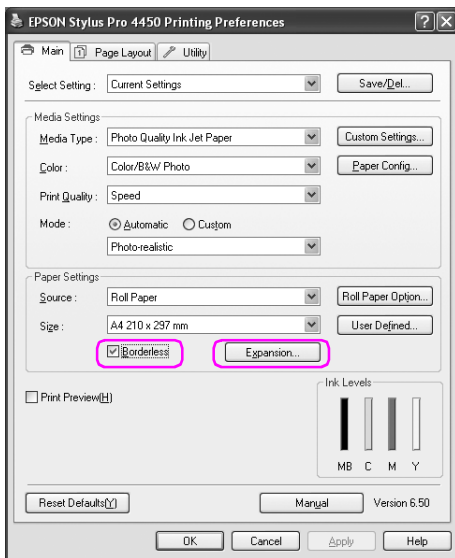 EPSON Stylus Pro 4450 Printing Preferences
Main Page Layout Utility
Select Setting : Current Settings Save/Del...
Media Settings
Media Type : Photo Quality Ink Jet Paper Custom Settings...
Color : Color/B&W Photo Paper Config...
Print Quality : Speed
Mode : Automatic Custom
Photo-realistic
Paper Settings
Source : Roll Paper Roll Paper Option...
Size : A4 210 x 297 mm User Defined...
Borderless Expansion...
Print Preview(H)
Ink Levels
MB C M Y
Reset Defaults(Y) Manual Version 6.50
OK Cancel Apply Help